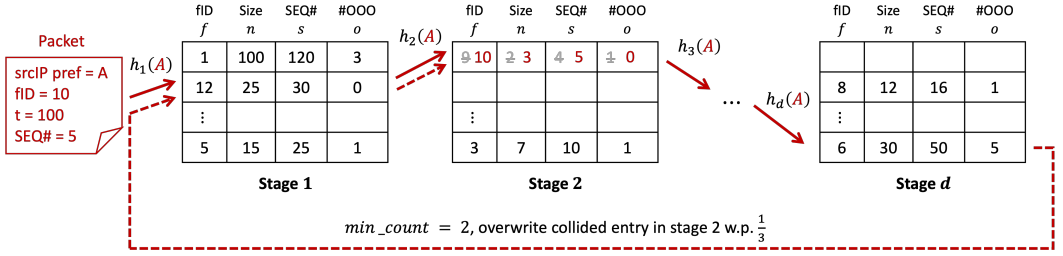 fID Size SEQ# #OOO
f n s o
fID Size SEQ# #OOO
f n s o
fID Size SEQ# #OOO
f n s o
Packet
srcIP pref = A
fID = 10
t = 100
SEQ# = 5
h₁(A)
1 100 120 3
12 25 30 0
⋮
5 15 25 1
Stage 1
h₂(A)
9 10 2 3 4 5 1 0
⋮
3 7 10 1
Stage 2
h₃(A)
...
h_d(A)
8 12 16 1
⋮
6 30 50 5
Stage d
min_count = 2, overwrite collided entry in stage 2 w.p. 1/3